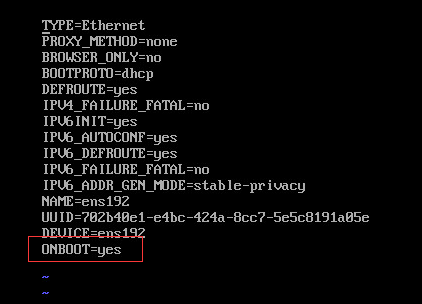 TYPE=Ethernet
PROXY_METHOD=none
BROWSER_ONLY=no
BOOTPROTO=dhcp
DEFROUTE=yes
IPV4_FAILURE_FATAL=no
IPV6INIT=yes
IPV6_AUTOCONF=yes
IPV6_DEFROUTE=yes
IPV6_FAILURE_FATAL=no
IPV6_ADDR_GEN_MODE=stable-privacy
NAME=ens192
UUID=702b40e1-e4bc-424a-8cc7-5e5c8191a05e
DEVICE=ens192
ONBOOT=yes
~
~